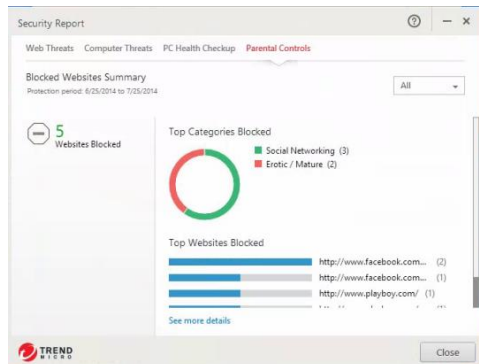 Security Report
Web Threats Computer Threats PC Health Checkup Parental Controls
Blocked Websites Summary
Protection period: 6/25/2014 to 7/25/2014
All
5
Websites Blocked
Top Categories Blocked
Social Networking (3)
Erotic / Mature (2)
Top Websites Blocked
http://www.facebook.com... (2)
http://www.facebook.com... (1)
http://www.playboy.com/ (1)
See more details
TREND
MICRO
Close